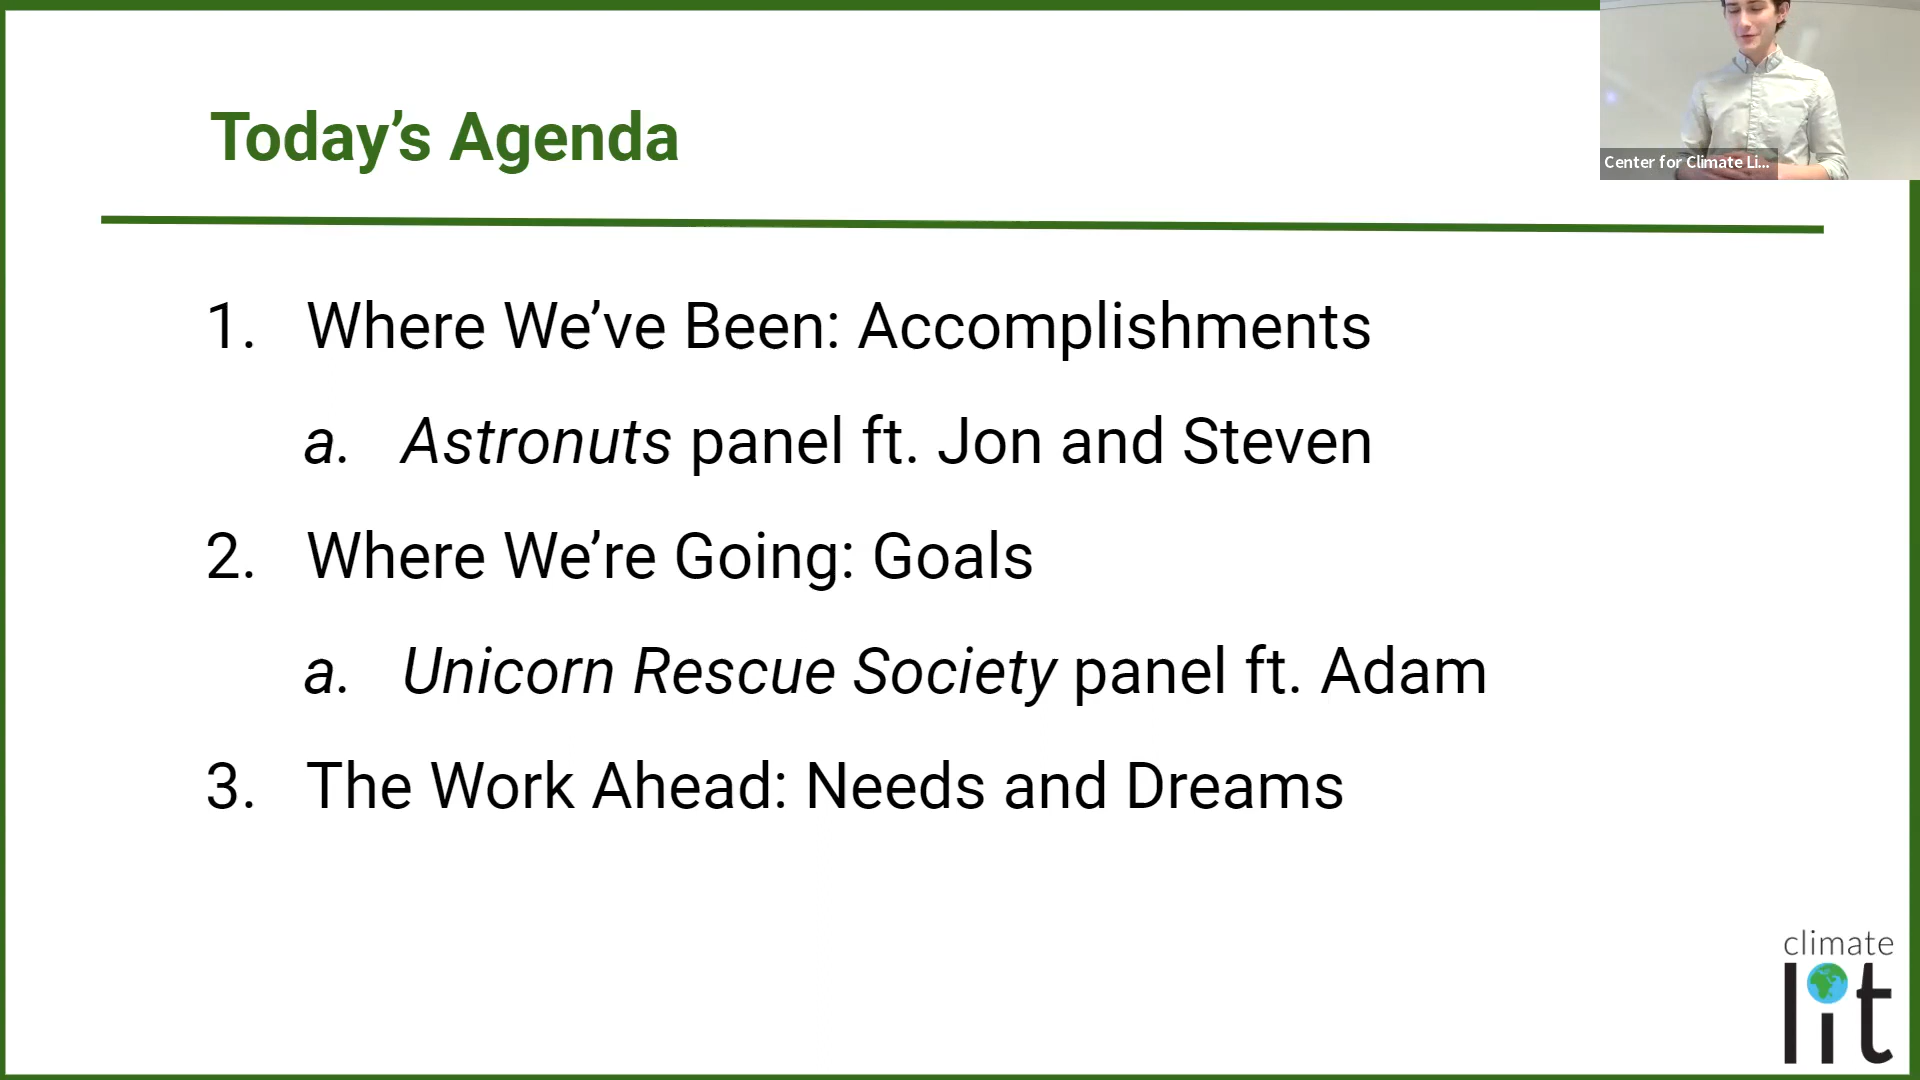 Today’s Agenda
Center for Climate Li...
1. Where We’ve Been: Accomplishments
a. Astronuts panel ft. Jon and Steven
2. Where We’re Going: Goals
a. Unicorn Rescue Society panel ft. Adam
3. The Work Ahead: Needs and Dreams
climate
lit